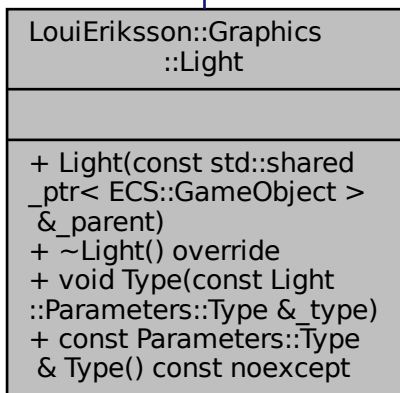 LouiEriksson::Graphics
::Light
+ Light(const std::shared
_ptr< ECS::GameObject >
&_parent)
+ ~Light() override
+ void Type(const Light
::Parameters::Type &_type)
+ const Parameters::Type
& Type() const noexcept